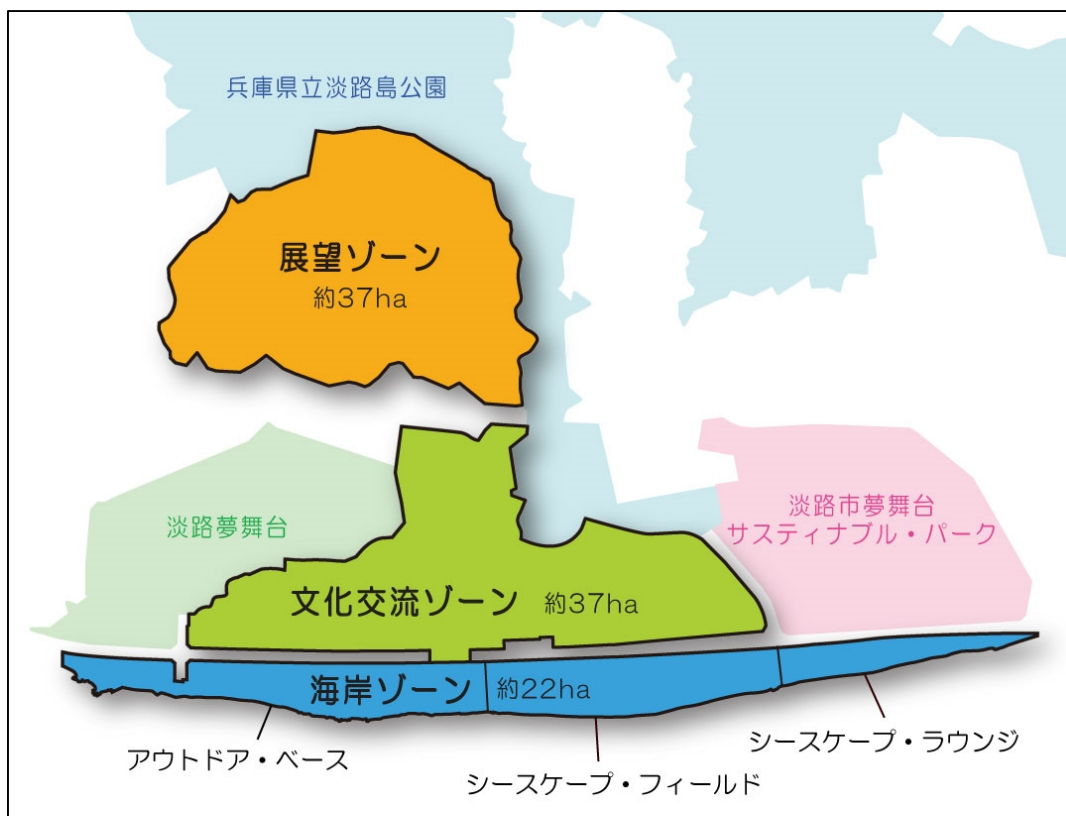 兵庫県立淡路島公園
展望ゾーン
約37ha
淡路夢舞台
淡路市夢舞台
サスティナブル・パーク
文化交流ゾーン 約37ha
海岸ゾーン 約22ha
アウトドア・ベース
シースケープ・フィールド
シースケープ・ラウンジ